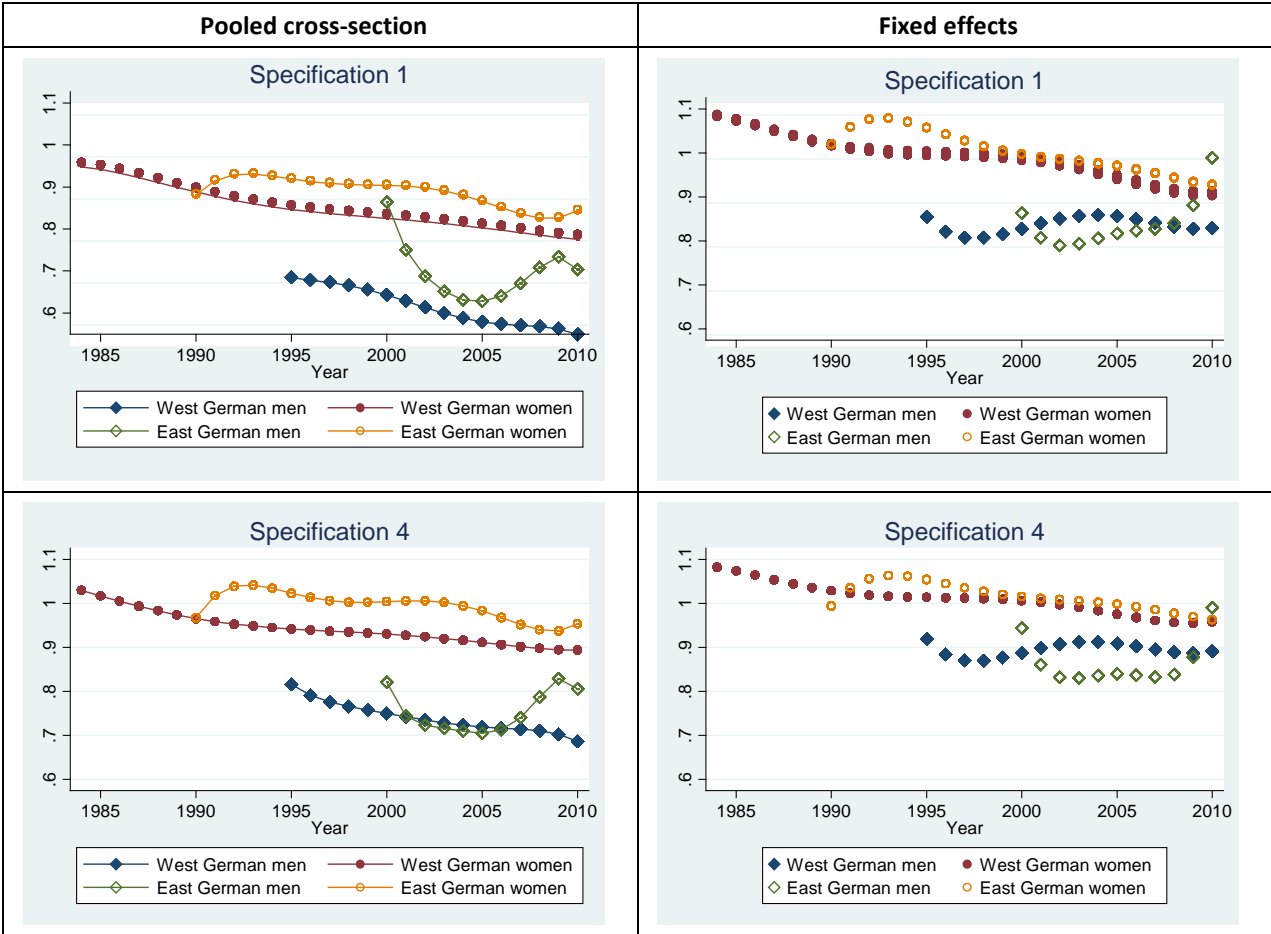 Pooled cross-section
Fixed effects
Specification 1
1.1
1
.9
.8
.7
.6
1985 1990 1995 2000 2005 2010
Year
West German men West German women
East German men East German women
Specification 1
1.1
1
.9
.8
.7
.6
1985 1990 1995 2000 2005 2010
Year
West German men West German women
East German men East German women
Specification 4
1.1
1
.9
.8
.7
.6
1985 1990 1995 2000 2005 2010
Year
West German men West German women
East German men East German women
Specification 4
1.1
1
.9
.8
.7
.6
1985 1990 1995 2000 2005 2010
Year
West German men West German women
East German men East German women